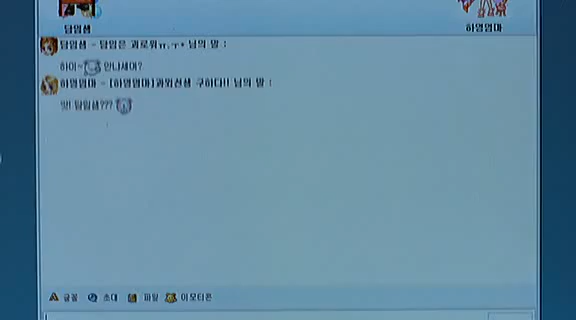 담임샘
하영엄마
담임샘 - 담임은 괴로워ㅠ.ㅜ* 님의 말 :
하이~ 안나세여?
하영엄마 - [하영엄마]과외선생 구하다!! 님의 말 :
앗! 담임샘???
글꼴 초대 파일 이모티콘